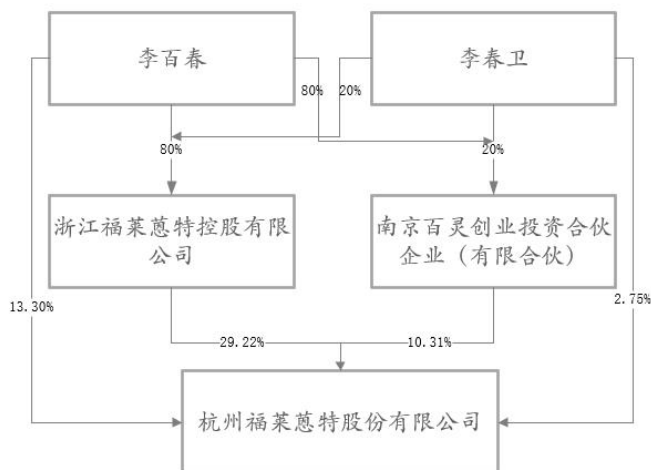 李百春
李春卫
80%
20%
80%
20%
浙江福莱蒽特控股有限
公司
南京百灵创业投资合伙
企业（有限合伙）
13.30%
2.75%
29.22%
10.31%
杭州福莱蒽特股份有限公司